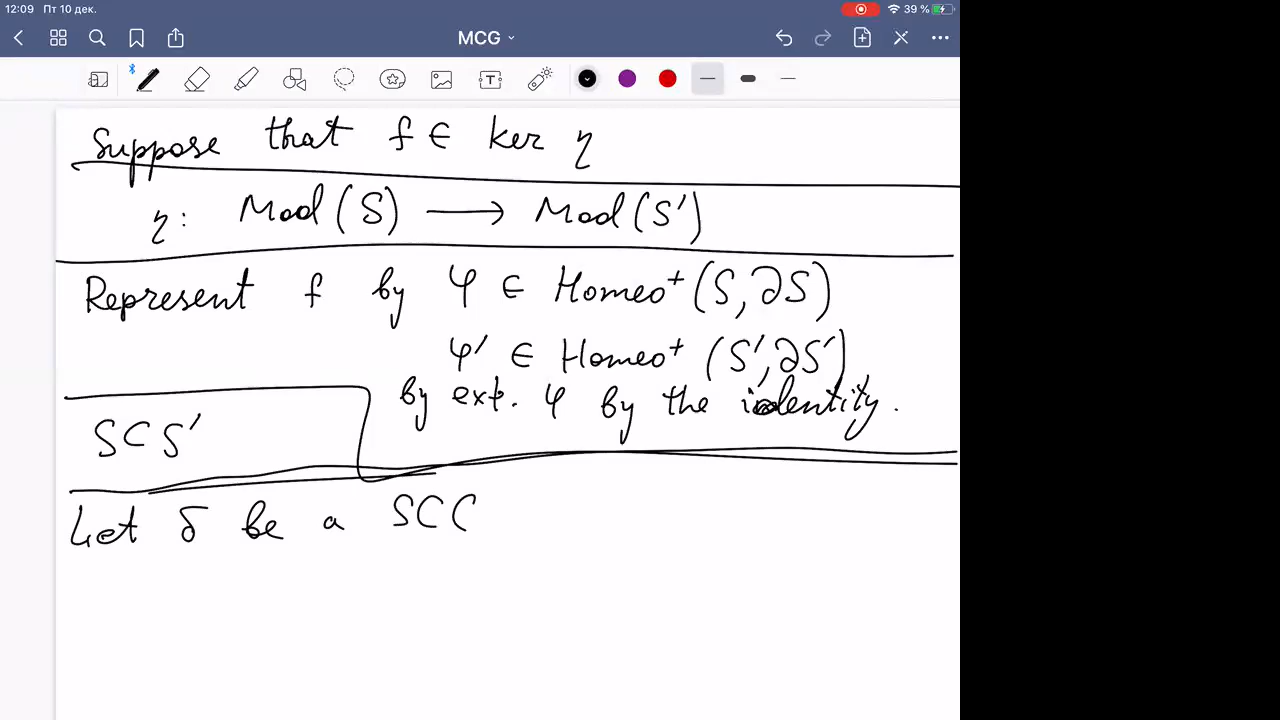 12:09 Пт 10 дек.
39 %
MCG
T
Suppose that f ∈ ker η
η: Mod(S) ⟶ Mod(S′)
Represent f by φ ∈ Homeo⁺(S, ∂S)
φ′ ∈ Homeo⁺(S′, ∂S′)
by ext. φ by the identity.
S⊂S′
Let δ be a SCC